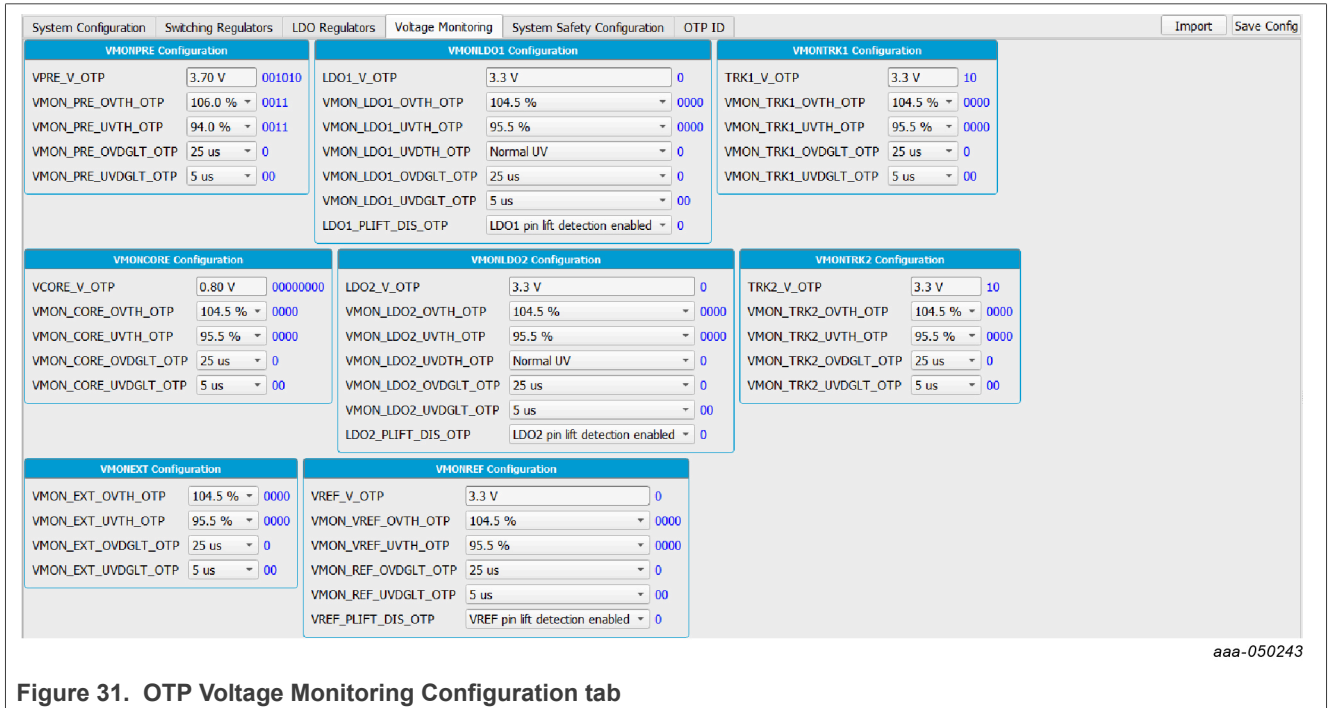 System Configuration Switching Regulators LDO Regulators Voltage Monitoring System Safety Configuration OTP ID Import Save Config
VMONPRE Configuration
VPRE_V_OTP 3.70 V 001010
VMON_PRE_OVTH_OTP 106.0 % 0011
VMON_PRE_UVTH_OTP 94.0 % 0011
VMON_PRE_OVDGLT_OTP 25 us 0
VMON_PRE_UVDGLT_OTP 5 us 00
VMONLDO1 Configuration
LDO1_V_OTP 3.3 V 0
VMON_LDO1_OVTH_OTP 104.5 % 0000
VMON_LDO1_UVTH_OTP 95.5 % 0000
VMON_LDO1_UVDTH_OTP Normal UV 0
VMON_LDO1_OVDGLT_OTP 25 us 0
VMON_LDO1_UVDGLT_OTP 5 us 00
LDO1_PLIFT_DIS_OTP LDO1 pin lift detection enabled 0
VMONTRK1 Configuration
TRK1_V_OTP 3.3 V 10
VMON_TRK1_OVTH_OTP 104.5 % 0000
VMON_TRK1_UVTH_OTP 95.5 % 0000
VMON_TRK1_OVDGLT_OTP 25 us 0
VMON_TRK1_UVDGLT_OTP 5 us 00
VMONCORE Configuration
VCORE_V_OTP 0.80 V 00000000
VMON_CORE_OVTH_OTP 104.5 % 0000
VMON_CORE_UVTH_OTP 95.5 % 0000
VMON_CORE_OVDGLT_OTP 25 us 0
VMON_CORE_UVDGLT_OTP 5 us 00
VMONLDO2 Configuration
LDO2_V_OTP 3.3 V 0
VMON_LDO2_OVTH_OTP 104.5 % 0000
VMON_LDO2_UVTH_OTP 95.5 % 0000
VMON_LDO2_UVDTH_OTP Normal UV 0
VMON_LDO2_OVDGLT_OTP 25 us 0
VMON_LDO2_UVDGLT_OTP 5 us 00
LDO2_PLIFT_DIS_OTP LDO2 pin lift detection enabled 0
VMONTRK2 Configuration
TRK2_V_OTP 3.3 V 10
VMON_TRK2_OVTH_OTP 104.5 % 0000
VMON_TRK2_UVTH_OTP 95.5 % 0000
VMON_TRK2_OVDGLT_OTP 25 us 0
VMON_TRK2_UVDGLT_OTP 5 us 00
VMONEXT Configuration
VMON_EXT_OVTH_OTP 104.5 % 0000
VMON_EXT_UVTH_OTP 95.5 % 0000
VMON_EXT_OVDGLT_OTP 25 us 0
VMON_EXT_UVDGLT_OTP 5 us 00
VMONREF Configuration
VREF_V_OTP 3.3 V 0
VMON_VREF_OVTH_OTP 104.5 % 0000
VMON_VREF_UVTH_OTP 95.5 % 0000
VMON_REF_OVDGLT_OTP 25 us 0
VMON_REF_UVDGLT_OTP 5 us 00
VREF_PLIFT_DIS_OTP VREF pin lift detection enabled 0
aaa-050243
Figure 31. OTP Voltage Monitoring Configuration tab